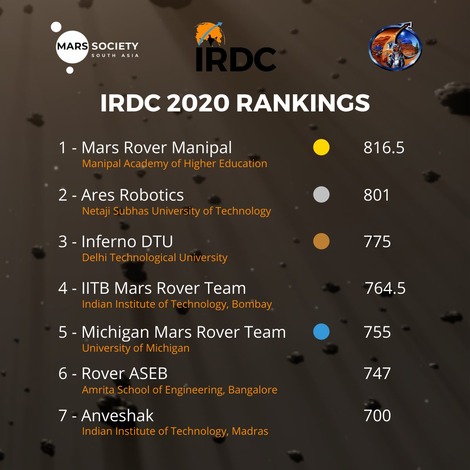 MARS SOCIETY
SOUTH ASIA
IRDC
IRDC 2020 RANKINGS
1 - Mars Rover Manipal 816.5
Manipal Academy of Higher Education
2 - Ares Robotics 801
Netaji Subhas University of Technology
3 - Inferno DTU 775
Delhi Technological University
4 - IITB Mars Rover Team 764.5
Indian Institute of Technology, Bombay
5 - Michigan Mars Rover Team 755
University of Michigan
6 - Rover ASEB 747
Amrita School of Engineering, Bangalore
7 - Anveshak 700
Indian Institute of Technology, Madras